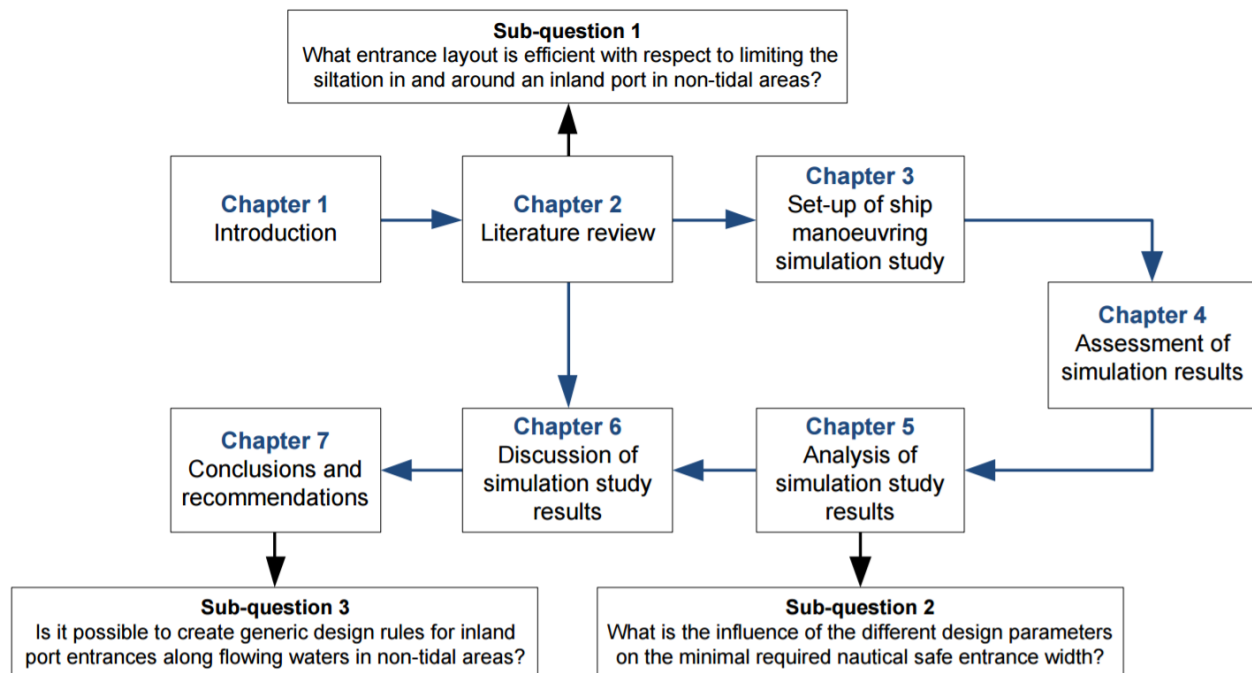 Sub-question 1
What entrance layout is efficient with respect to limiting the
siltation in and around an inland port in non-tidal areas?
Chapter 1
Introduction
Chapter 2
Literature review
Chapter 3
Set-up of ship
manoeuvring
simulation study
Chapter 4
Assessment of
simulation results
Chapter 7
Conclusions and
recommendations
Chapter 6
Discussion of
simulation study
results
Chapter 5
Analysis of
simulation study
results
Sub-question 3
Is it possible to create generic design rules for inland
port entrances along flowing waters in non-tidal areas?
Sub-question 2
What is the influence of the different design parameters
on the minimal required nautical safe entrance width?